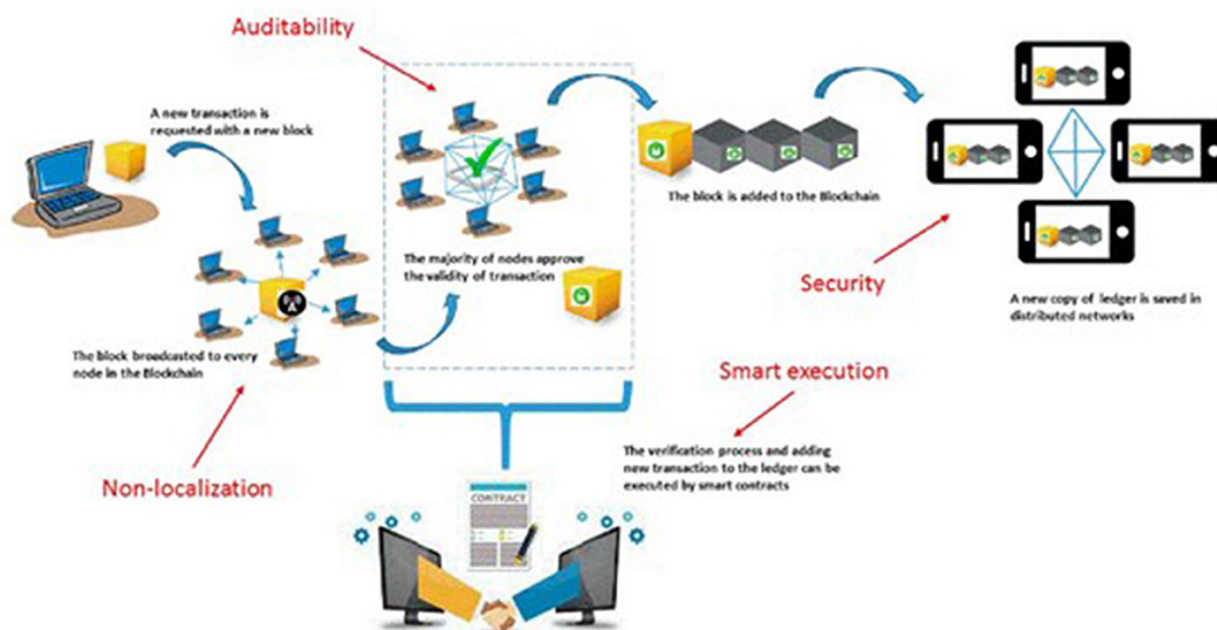 Auditability
A new transaction is
requested with a new block
The block is added to the Blockchain
The majority of nodes approve
the validity of transaction
Security
A new copy of ledger is saved in
distributed networks
The block broadcasted to every
node in the Blockchain
Smart execution
The verification process and adding
new transaction to the ledger can be
executed by smart contracts
Non-localization
CONTRACT